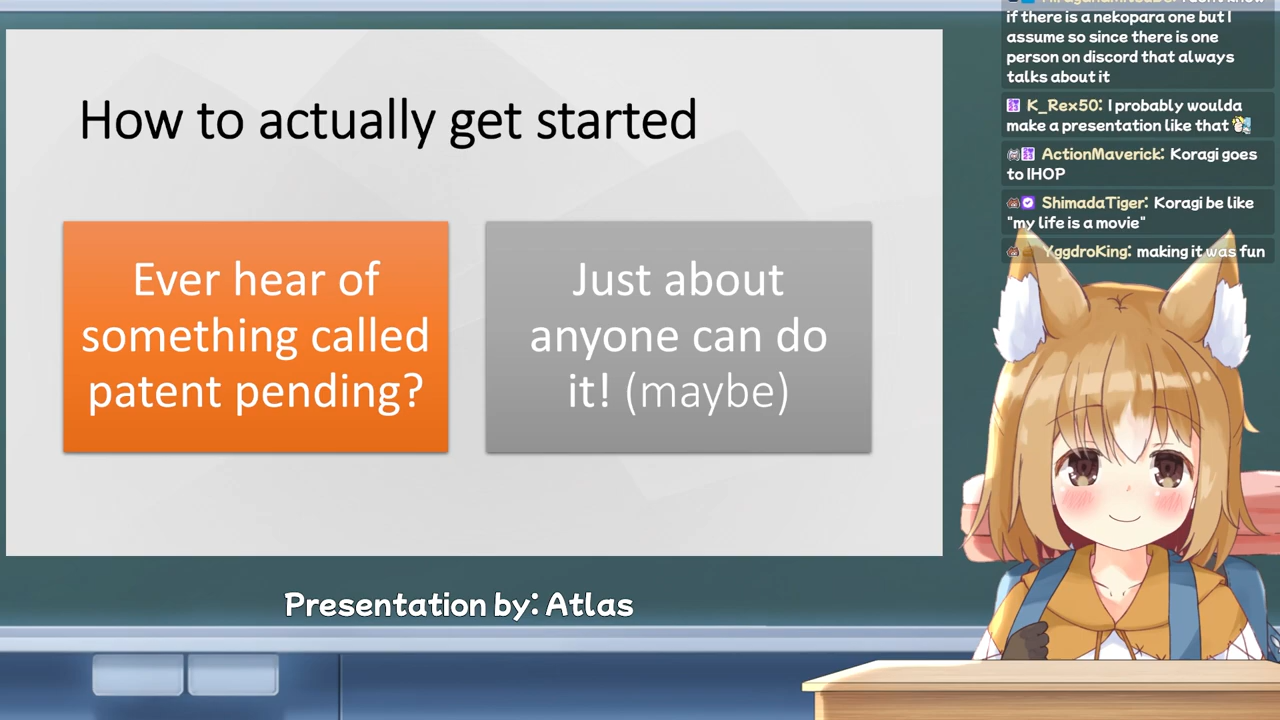 How to actually get started
Ever hear of
something called
patent pending?
Just about
anyone can do
it! (maybe)
Presentation by: Atlas
if there is a nekopara one but I
assume so since there is one
person on discord that always
talks about it
K_Rex50: I probably woulda
make a presentation like that
ActionMaverick: Koragi goes
to IHOP
ShimadaTiger: Koragi be like
"my life is a movie"
YggdroKing: making it was fun